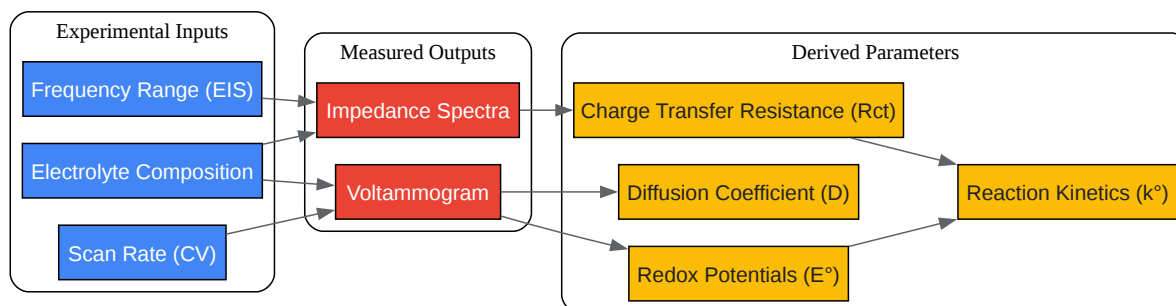 Experimental Inputs
Frequency Range (EIS)
Electrolyte Composition
Scan Rate (CV)
Measured Outputs
Impedance Spectra
Voltammogram
Derived Parameters
Charge Transfer Resistance (Rct)
Diffusion Coefficient (D)
Redox Potentials (E°)
Reaction Kinetics (k°)